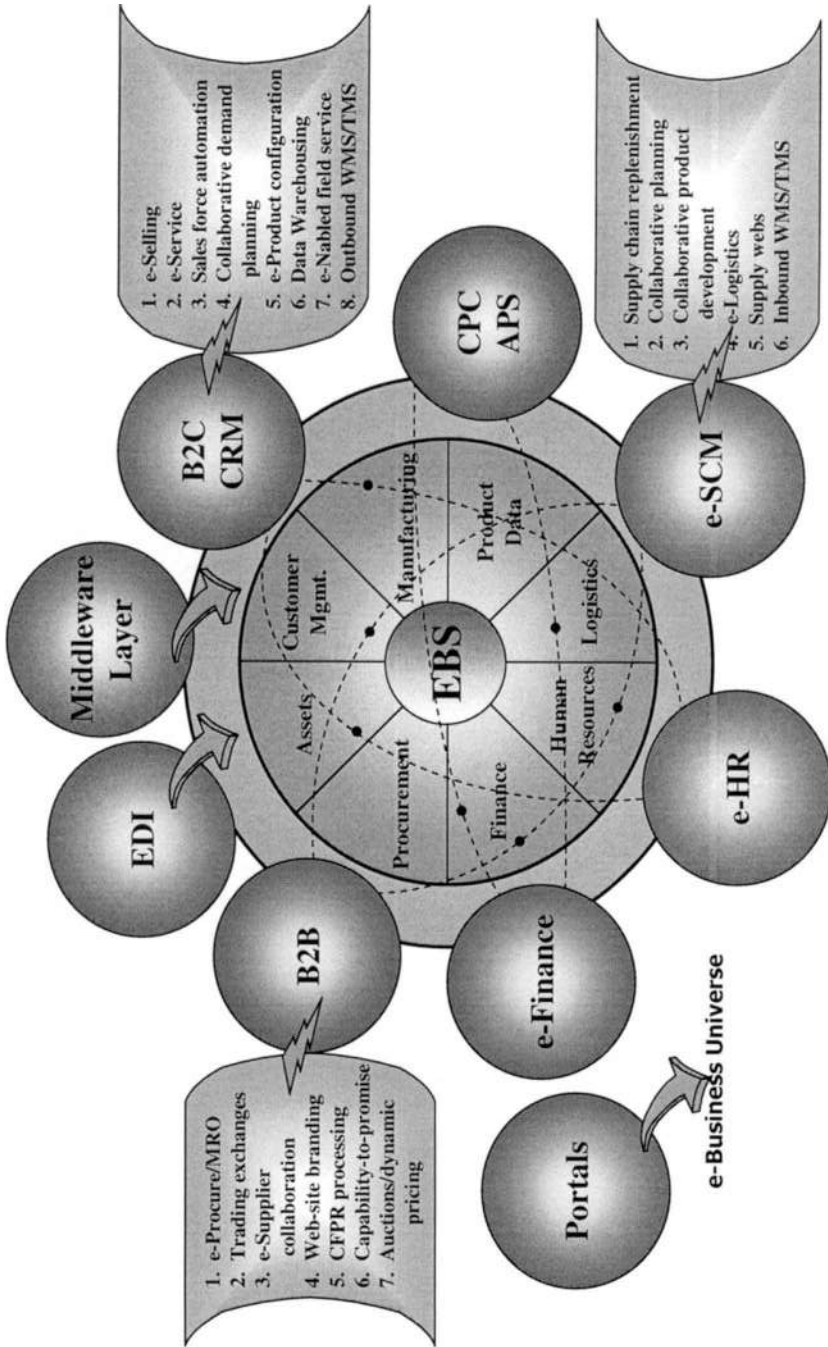 Middleware
Layer
EDI
B2C
CRM
1. e-Selling
2. e-Service
3. Sales force automation
4. Collaborative demand
planning
5. e-Product configuration
6. Data Warehousing
7. e-Nabled field service
8. Outbound WMS/TMS
B2B
1. e-Procure/MRO
2. Trading exchanges
3. e-Supplier
collaboration
4. Web-site branding
5. CFPR processing
6. Capability-to-promise
7. Auctions/dynamic
pricing
Assets
Customer
Mgmt.
Procurement
Manufacturiug
EBS
Finance
Product
Data
Human
Resources
Logistics
CPC
APS
e-Finance
e-HR
e-SCM
1. Supply chain replenishment
2. Collaborative planning
3. Collaborative product
development
4. e-Logistics
5. Supply webs
6. Inbound WMS/TMS
Portals
e-Business Universe